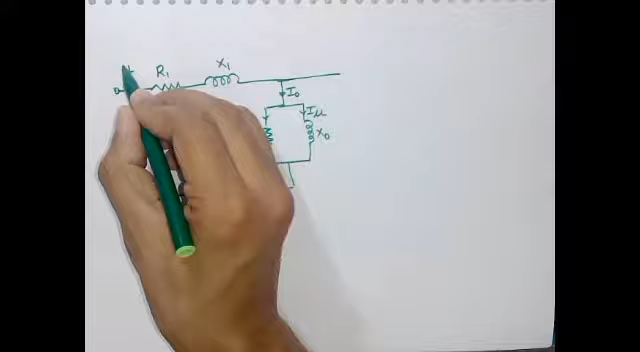 R₁
X₁
I₀
Iμ
X₀